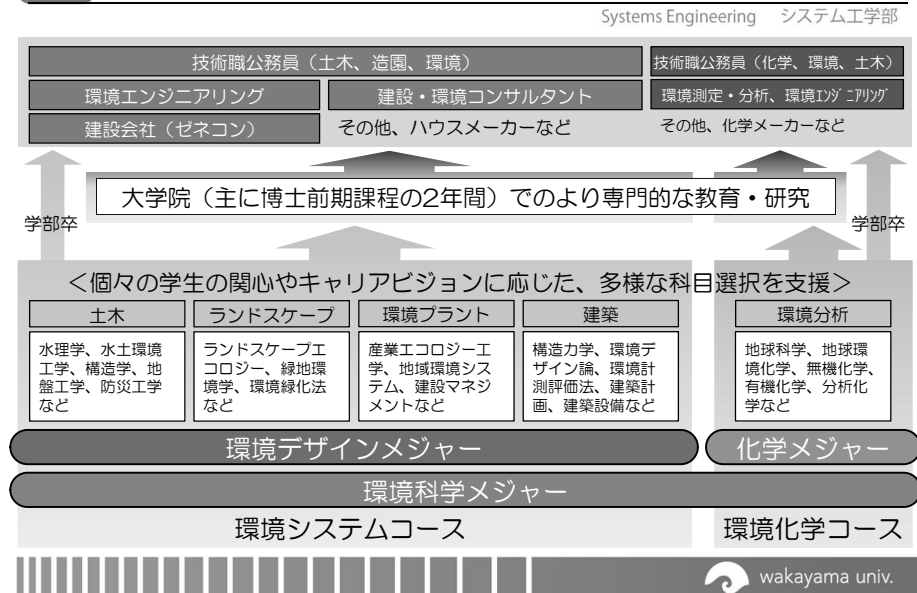 Systems Engineering　システム工学部
技術職公務員（土木、造園、環境）
技術職公務員（化学、環境、土木）
環境エンジニアリング
建設・環境コンサルタント
環境測定・分析、環境ｴﾝｼﾞﾆｱﾘﾝｸﾞ
建設会社（ゼネコン）
その他、ハウスメーカーなど
その他、化学メーカーなど
大学院（主に博士前期課程の2年間）でのより専門的な教育・研究
学部卒
学部卒
＜個々の学生の関心やキャリアビジョンに応じた、多様な科目選択を支援＞
土木
ランドスケープ
環境プラント
建築
環境分析
水理学、水土環境
工学、構造学、地
盤工学、防災工学
など
ランドスケープエ
コロジー、緑地環
境学、環境緑化法
など
産業エコロジー工
学、地域環境シス
テム、建設マネジ
メントなど
構造力学、環境デ
ザイン論、環境計
測評価法、建築計
画、建築設備など
地球科学、地球環
境化学、無機化学、
有機化学、分析化
学など
環境デザインメジャー
化学メジャー
環境科学メジャー
環境システムコース
環境化学コース
wakayama univ.